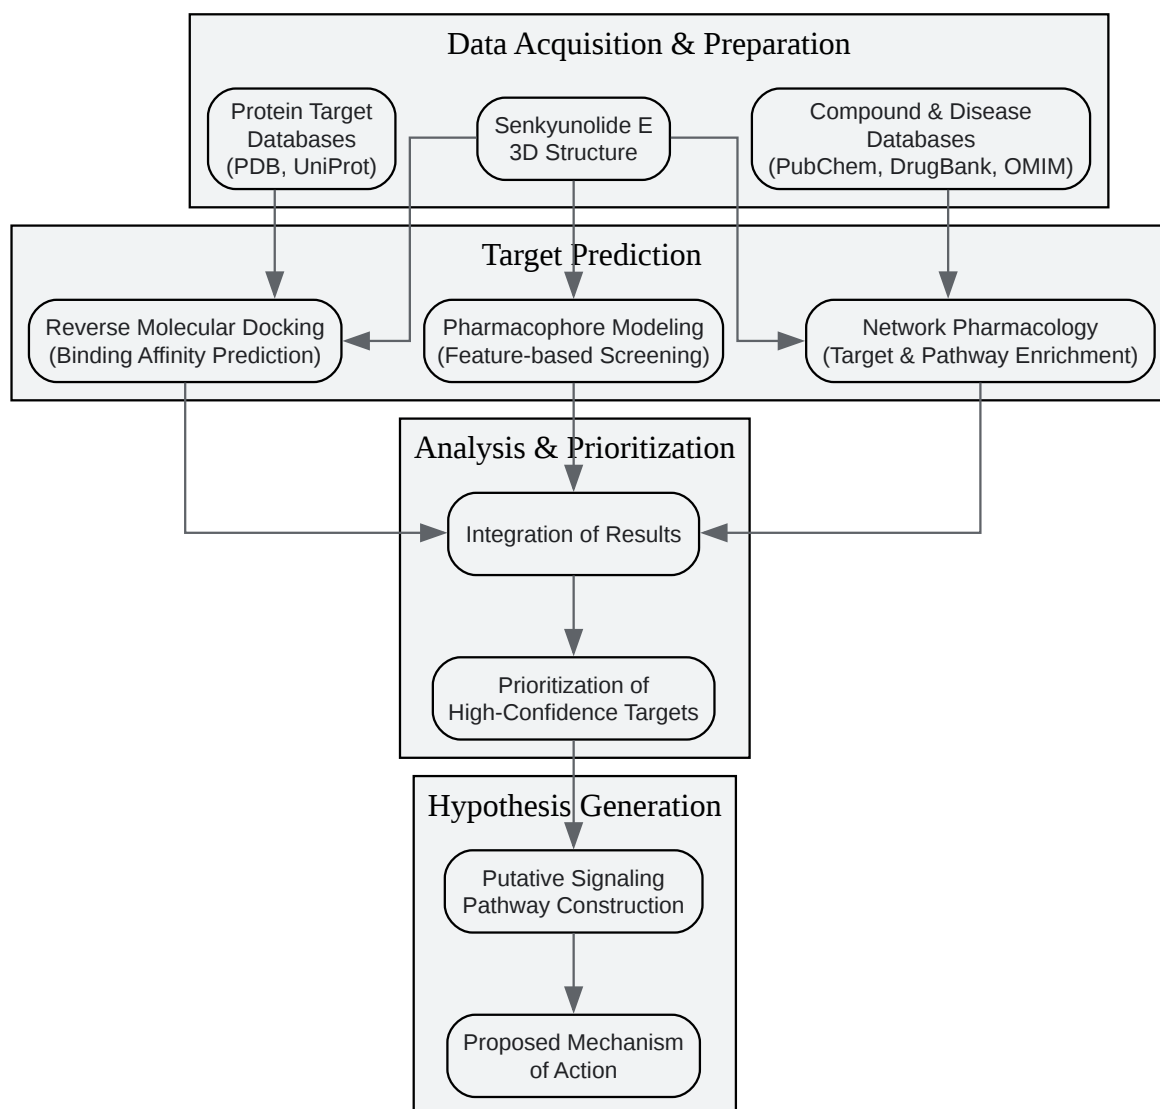 Data Acquisition & Preparation
Protein Target
Databases
(PDB, UniProt)
Senkyunolide E
3D Structure
Compound & Disease
Databases
(PubChem, DrugBank, OMIM)
Target Prediction
Reverse Molecular Docking
(Binding Affinity Prediction)
Pharmacophore Modeling
(Feature-based Screening)
Network Pharmacology
(Target & Pathway Enrichment)
Analysis & Prioritization
Integration of Results
Prioritization of
High-Confidence Targets
Hypothesis Generation
Putative Signaling
Pathway Construction
Proposed Mechanism
of Action